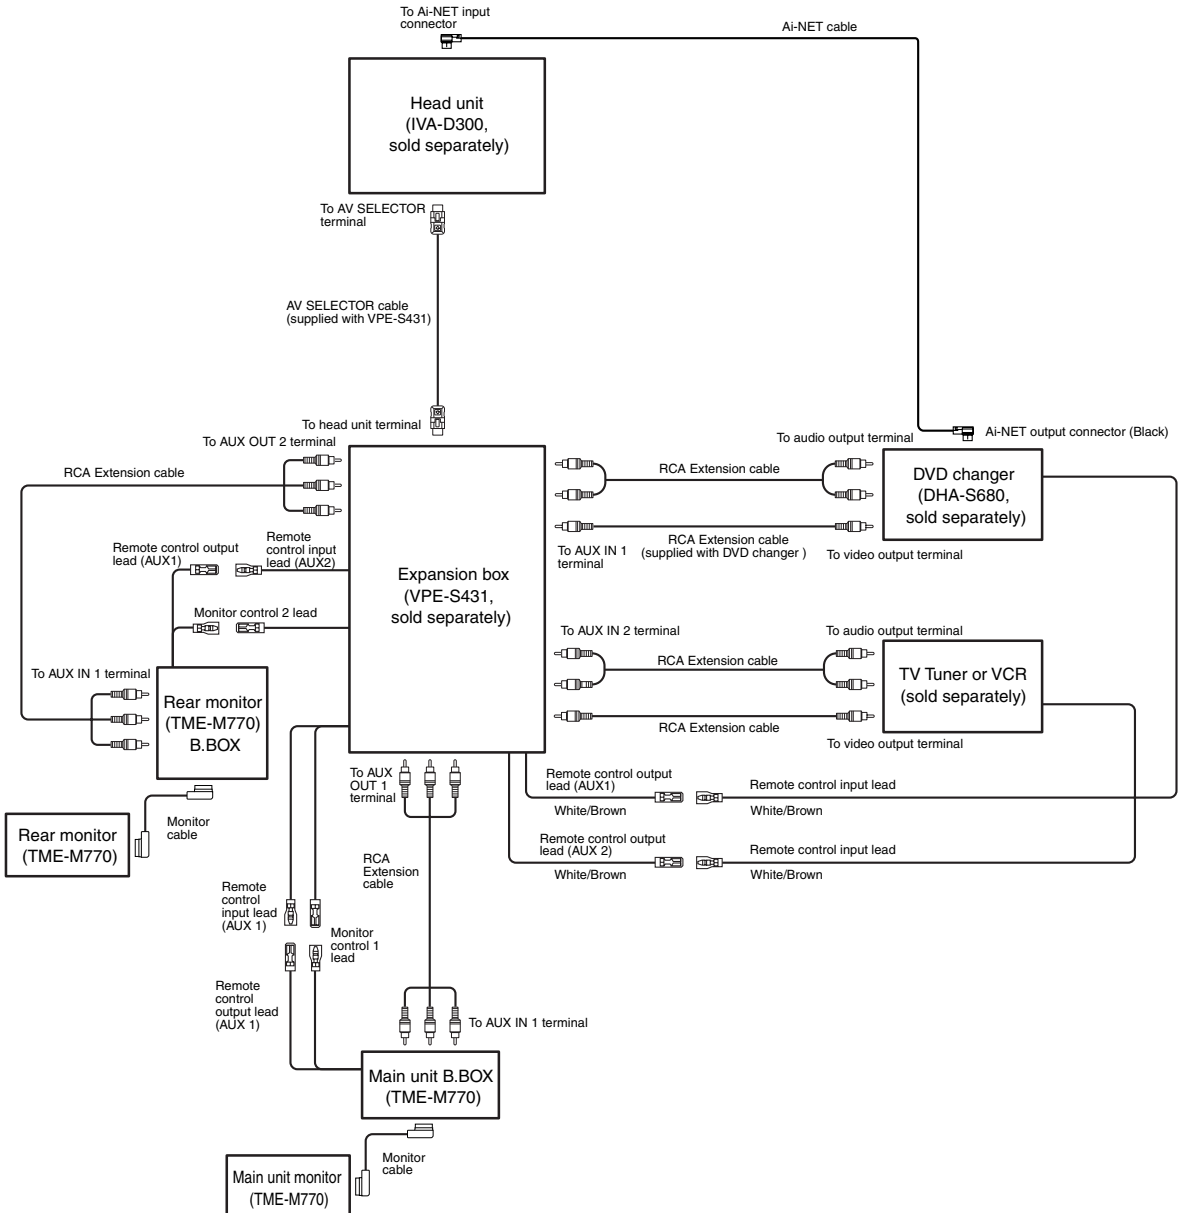 To Ai-NET input
connector
Ai-NET cable
Head unit
(IVA-D300,
sold separately)
To AV SELECTOR
terminal
AV SELECTOR cable
(supplied with VPE-S431)
To head unit terminal
To AUX OUT 2 terminal
RCA Extension cable
Remote control output
lead (AUX1)
Remote
control input
lead (AUX2)
Monitor control 2 lead
To AUX IN 1 terminal
Rear monitor
(TME-M770)
B.BOX
Monitor
cable
Rear monitor
(TME-M770)
Expansion box
(VPE-S431,
sold separately)
To audio output terminal
Ai-NET output connector (Black)
RCA Extension cable
DVD changer
(DHA-S680,
sold separately)
To AUX IN 1
terminal
RCA Extension cable
(supplied with DVD changer )
To video output terminal
To AUX IN 2 terminal
To audio output terminal
RCA Extension cable
TV Tuner or VCR
(sold separately)
RCA Extension cable
To video output terminal
To AUX
OUT 1
terminal
Remote control output
lead (AUX1)
White/Brown
Remote control input lead
White/Brown
Remote control output
lead (AUX 2)
White/Brown
Remote control input lead
White/Brown
RCA
Extension
cable
Remote
control
input lead
(AUX 1)
Monitor
control 1
lead
Remote
control
output lead
(AUX 1)
To AUX IN 1 terminal
Main unit B.BOX
(TME-M770)
Monitor
cable
Main unit monitor
(TME-M770)